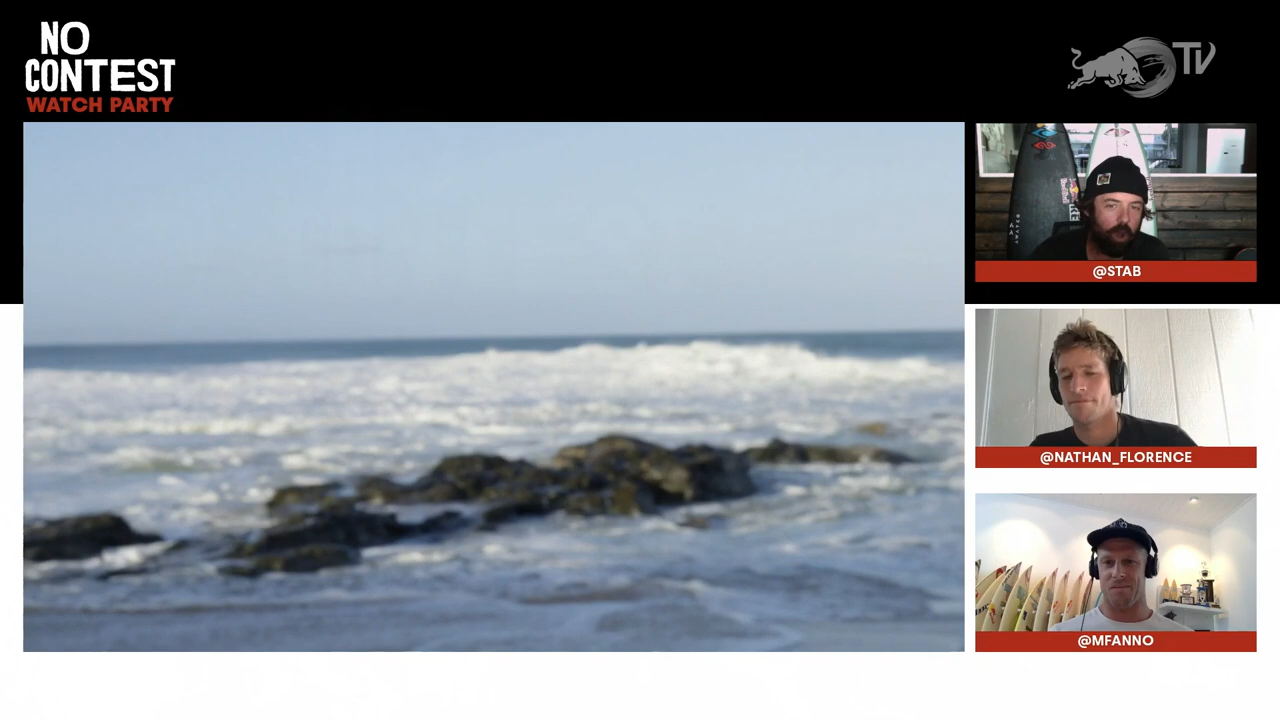 NO
CONTEST
WATCH PARTY
TV
@STAB
@NATHAN_FLORENCE
@MFANNO